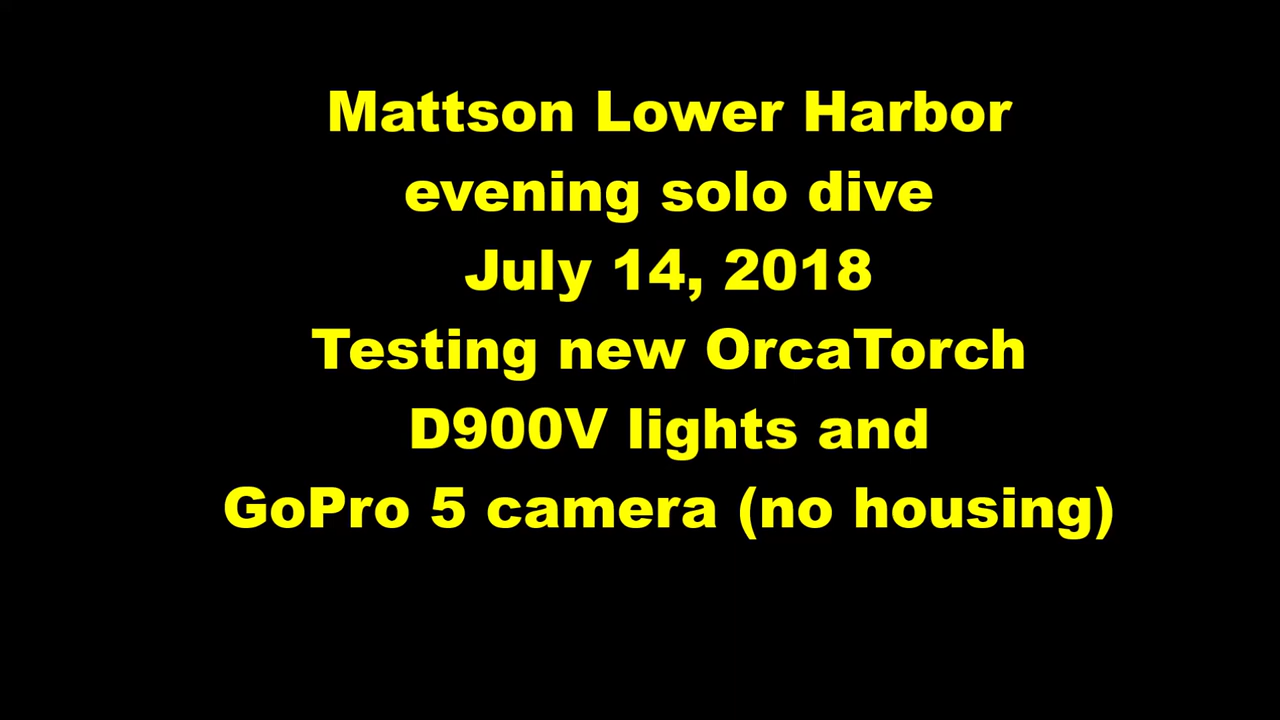 Mattson Lower Harbor
evening solo dive
July 14, 2018
Testing new OrcaTorch
D900V lights and
GoPro 5 camera (no housing)